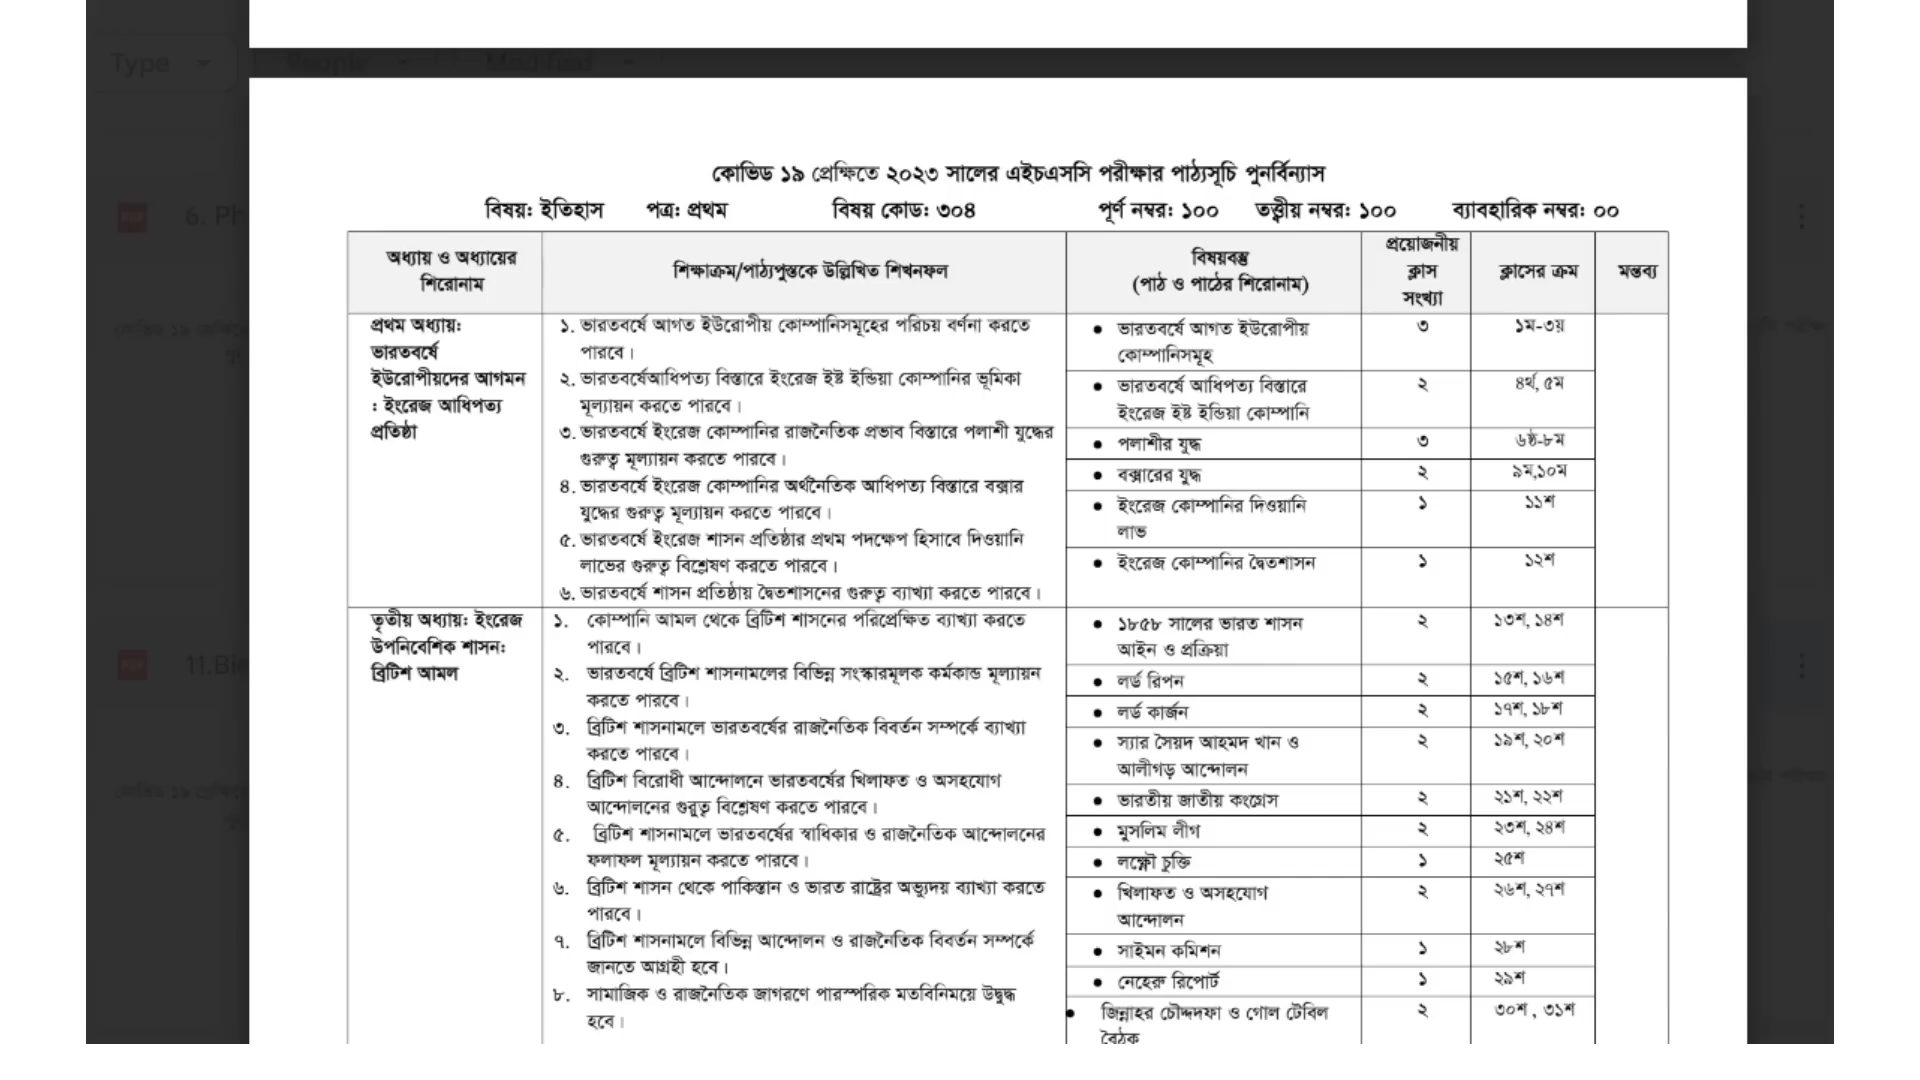 Type
People
Modified
6. Ph
11.Bi
কোভিড ১৯ প্রেক্ষিতে ২০২৩ সালের এইচএসসি পরীক্ষার পাঠ্যসূচি পুনর্বিন্যাস
বিষয়: ইতিহাস পত্র: প্রথম বিষয় কোড: ৩০৪ পূর্ণ নম্বর: ১০০ তত্ত্বীয় নম্বর: ১০০ ব্যাবহারিক নম্বর: ০০
অধ্যায় ও অধ্যায়ের
শিরোনাম
শিক্ষাক্রম/পাঠ্যপুস্তকে উল্লিখিত শিখনফল
বিষয়বস্তু
(পাঠ ও পাঠের শিরোনাম)
প্রয়োজনীয়
ক্লাস
সংখ্যা
ক্লাসের ক্রম
মন্তব্য
প্রথম অধ্যায়:
ভারতবর্ষে
ইউরোপীয়দের আগমন
: ইংরেজ আধিপত্য
প্রতিষ্ঠা
১. ভারতবর্ষে আগত ইউরোপীয় কোম্পানিসমূহের পরিচয় বর্ণনা করতে
পারবে।
২. ভারতবর্ষেআধিপত্য বিস্তারে ইংরেজ ইষ্ট ইন্ডিয়া কোম্পানির ভূমিকা
মূল্যায়ন করতে পারবে।
৩. ভারতবর্ষে ইংরেজ কোম্পানির রাজনৈতিক প্রভাব বিস্তারে পলাশী যুদ্ধের
গুরুত্ব মূল্যায়ন করতে পারবে।
৪. ভারতবর্ষে ইংরেজ কোম্পানির অর্থনৈতিক আধিপত্য বিস্তারে বক্সার
যুদ্ধের গুরুত্ব মূল্যায়ন করতে পারবে।
৫. ভারতবর্ষে ইংরেজ শাসন প্রতিষ্ঠার প্রথম পদক্ষেপ হিসাবে দিওয়ানি
লাভের গুরুত্ব বিশ্লেষণ করতে পারবে।
৬. ভারতবর্ষে শাসন প্রতিষ্ঠায় দ্বৈতশাসনের গুরুত্ব ব্যাখ্যা করতে পারবে।
• ভারতবর্ষে আগত ইউরোপীয় ৩ ১ম-৩য়
কোম্পানিসমূহ
• ভারতবর্ষে আধিপত্য বিস্তারে ২ ৪র্থ, ৫ম
ইংরেজ ইষ্ট ইন্ডিয়া কোম্পানি
• পলাশীর যুদ্ধ ৩ ৬ষ্ঠ-৮ম
• বক্সারের যুদ্ধ ২ ৯ম,১০ম
• ইংরেজ কোম্পানির দিওয়ানি ১ ১১শ
লাভ
• ইংরেজ কোম্পানির দ্বৈতশাসন ১ ১২শ
তৃতীয় অধ্যায়: ইংরেজ
উপনিবেশিক শাসন:
ব্রিটিশ আমল
১. কোম্পানি আমল থেকে ব্রিটিশ শাসনের পরিপ্রেক্ষিত ব্যাখ্যা করতে
পারবে।
২. ভারতবর্ষে ব্রিটিশ শাসনামলের বিভিন্ন সংস্কারমূলক কর্মকান্ড মূল্যায়ন
করতে পারবে।
৩. ব্রিটিশ শাসনামলে ভারতবর্ষের রাজনৈতিক বিবর্তন সম্পর্কে ব্যাখ্যা
করতে পারবে।
৪. ব্রিটিশ বিরোধী আন্দোলনে ভারতবর্ষের খিলাফত ও অসহযোগ
আন্দোলনের গুরুত্ব বিশ্লেষণ করতে পারবে।
৫. ব্রিটিশ শাসনামলে ভারতবর্ষের স্বাধিকার ও রাজনৈতিক আন্দোলনের
ফলাফল মূল্যায়ন করতে পারবে।
৬. ব্রিটিশ শাসন থেকে পাকিস্তান ও ভারত রাষ্ট্রের অভ্যুদয় ব্যাখ্যা করতে
পারবে।
৭. ব্রিটিশ শাসনামলে বিভিন্ন আন্দোলন ও রাজনৈতিক বিবর্তন সম্পর্কে
জানতে আগ্রহী হবে।
৮. সামাজিক ও রাজনৈতিক জাগরণে পারস্পরিক মতবিনিময়ে উদ্বুদ্ধ
হবে।
• ১৮৫৮ সালের ভারত শাসন ২ ১৩শ, ১৪শ
আইন ও প্রক্রিয়া
• লর্ড রিপন ২ ১৫শ, ১৬শ
• লর্ড কার্জন ২ ১৭শ, ১৮শ
• স্যার সৈয়দ আহমদ খান ও ২ ১৯শ, ২০শ
আলীগড় আন্দোলন
• ভারতীয় জাতীয় কংগ্রেস ২ ২১শ, ২২শ
• মুসলিম লীগ ২ ২৩শ, ২৪শ
• লক্ষ্ণৌ চুক্তি ১ ২৫শ
• খিলাফত ও অসহযোগ ২ ২৬শ, ২৭শ
আন্দোলন
• সাইমন কমিশন ১ ২৮শ
• নেহেরু রিপোর্ট ১ ২৯শ
• জিন্নাহর চৌদ্দদফা ও গোল টেবিল ২ ৩০শ , ৩১শ
বৈঠক